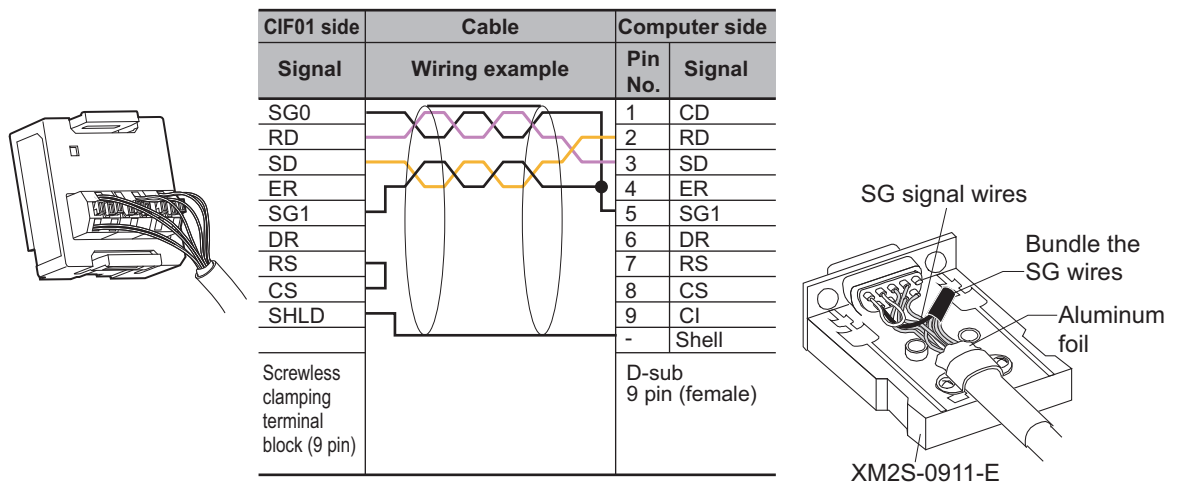 CIF01 side Cable Computer side
Signal Wiring example Pin No. Signal
SG0 1 CD
RD 2 RD
SD 3 SD
ER 4 ER
SG1 5 SG1
DR 6 DR
RS 7 RS
CS 8 CS
SHLD 9 CI
- Shell
Screwless
clamping
terminal
block (9 pin)
D-sub
9 pin (female)
SG signal wires
Bundle the
SG wires
Aluminum
foil
XM2S-0911-E